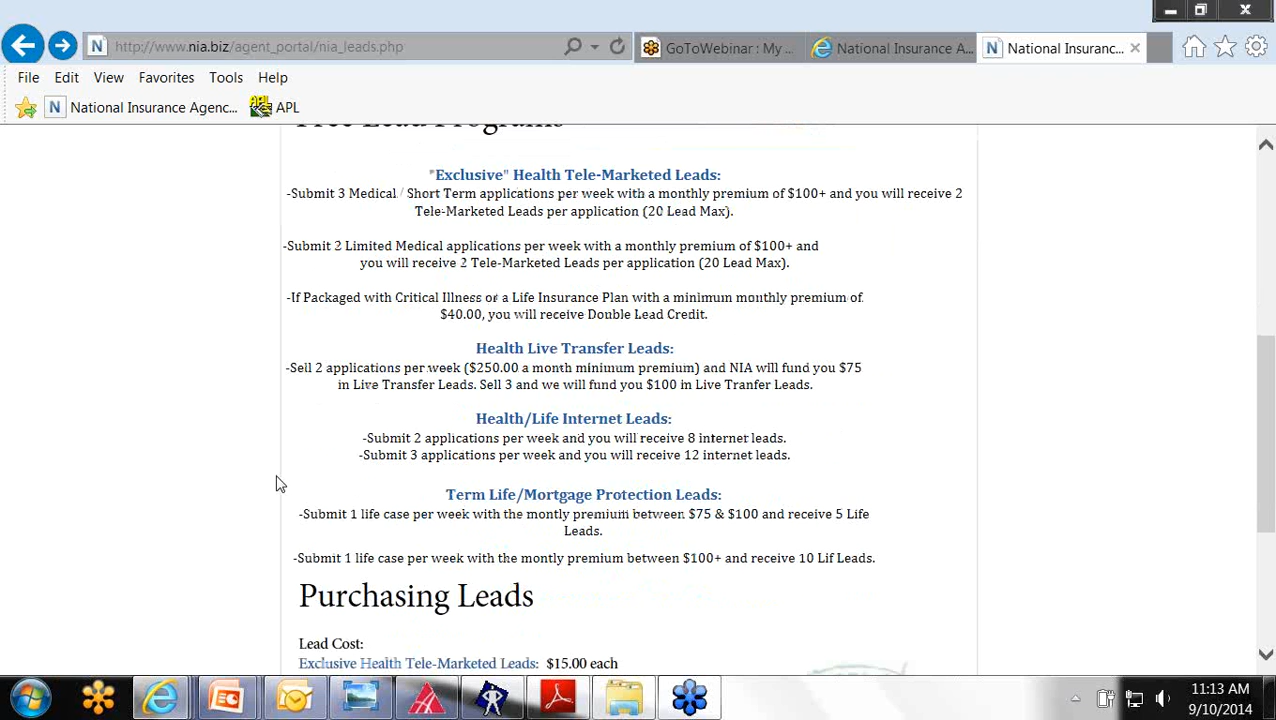 http://www.nia.biz/agent_portal/nia_leads.php
GoToWebinar : My ...
National Insurance A...
National Insuranc...
File Edit View Favorites Tools Help
National Insurance Agenc...
APL
Free Lead Programs
"Exclusive" Health Tele-Marketed Leads:
-Submit 3 Medical / Short Term applications per week with a monthly premium of $100+ and you will receive 2
Tele-Marketed Leads per application (20 Lead Max).
-Submit 2 Limited Medical applications per week with a monthly premium of $100+ and
you will receive 2 Tele-Marketed Leads per application (20 Lead Max).
-If Packaged with Critical Illness or a Life Insurance Plan with a minimum monthly premium of
$40.00, you will receive Double Lead Credit.
Health Live Transfer Leads:
-Sell 2 applications per week ($250.00 a month minimum premium) and NIA will fund you $75
in Live Transfer Leads. Sell 3 and we will fund you $100 in Live Tranfer Leads.
Health/Life Internet Leads:
-Submit 2 applications per week and you will receive 8 internet leads.
-Submit 3 applications per week and you will receive 12 internet leads.
Term Life/Mortgage Protection Leads:
-Submit 1 life case per week with the montly premium between $75 & $100 and receive 5 Life
Leads.
-Submit 1 life case per week with the montly premium between $100+ and receive 10 Lif Leads.
Purchasing Leads
Lead Cost:
Exclusive Health Tele-Marketed Leads: $15.00 each
11:13 AM
9/10/2014